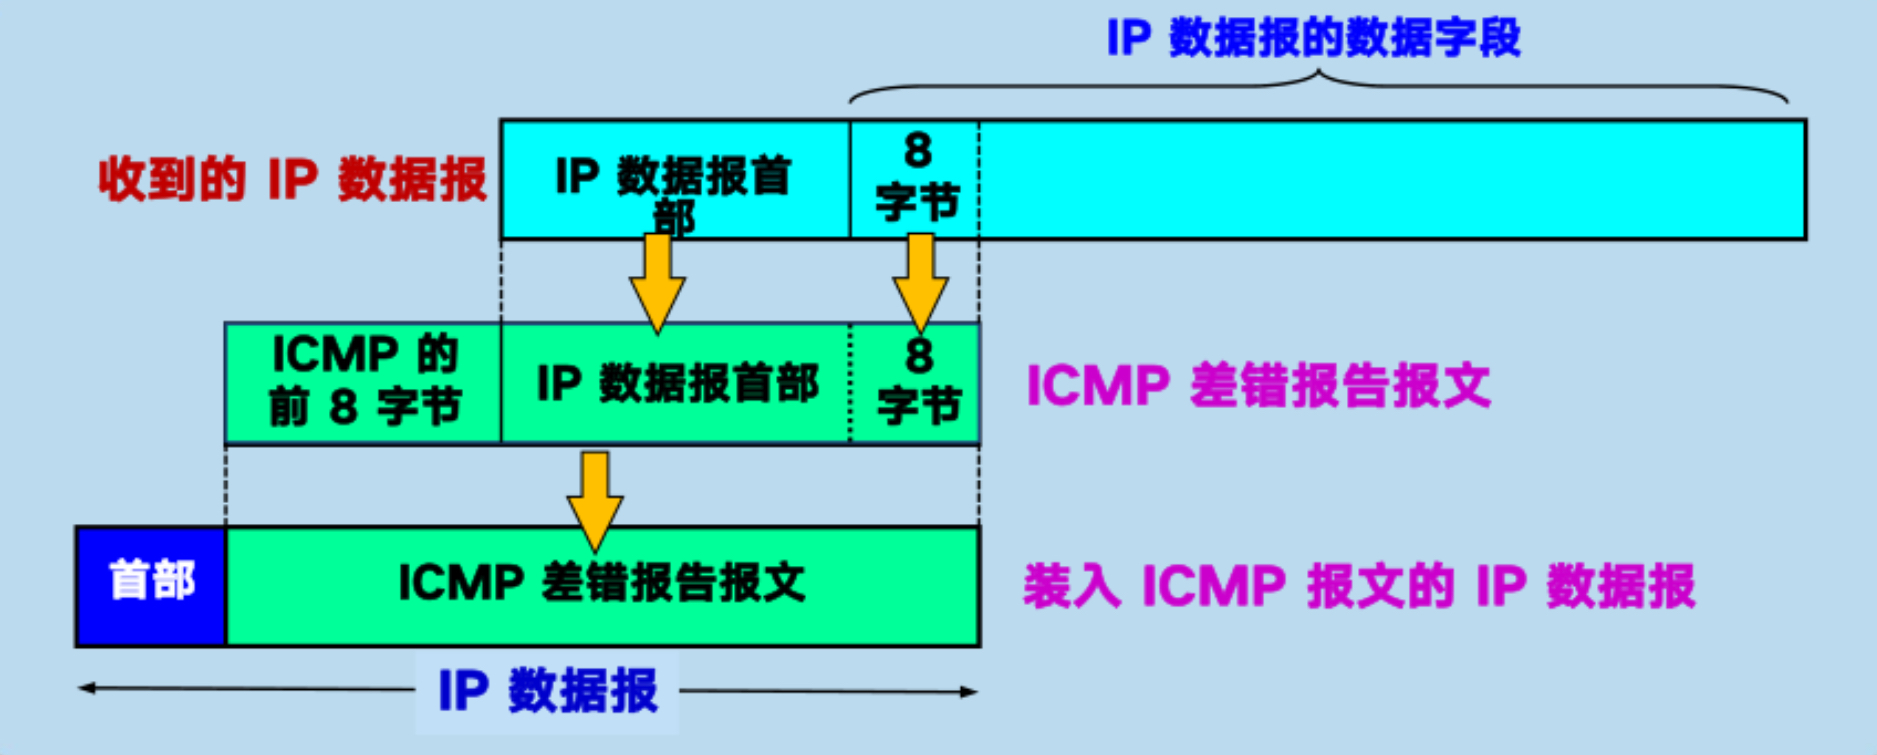 IP 数据报的数据字段
收到的 IP 数据报
IP 数据报首
部
8
字节
ICMP 的
前 8 字节
IP 数据报首部
8
字节
ICMP 差错报告报文
首部
ICMP 差错报告报文
装入 ICMP 报文的 IP 数据报
IP 数据报